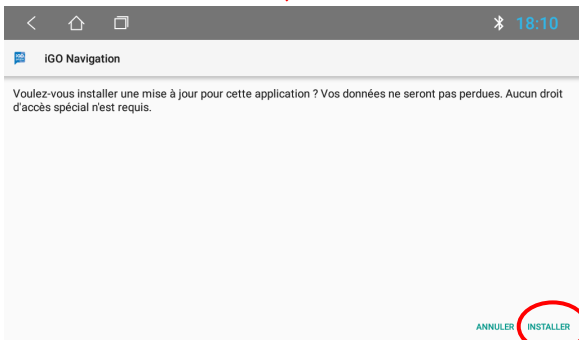 18:10
iGO Navigation
Voulez-vous installer une mise à jour pour cette application ? Vos données ne seront pas perdues. Aucun droit
d'accès spécial n'est requis.
ANNULER INSTALLER